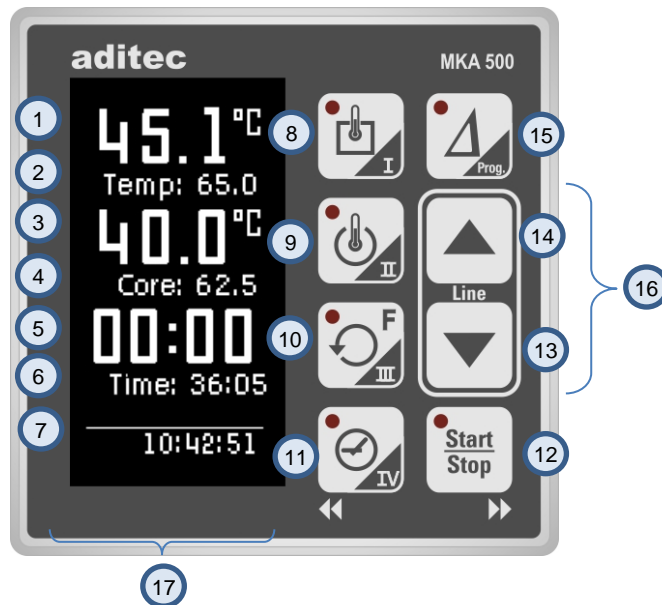 aditec
MKA 500
1
45.1°C
8
I
15
Prog.
2
Temp: 65.0
3
40.0°C
9
II
14
4
Core: 62.5
Line
16
5
00:00
10
F
III
13
6
Time: 36:05
7
10:42:51
11
IV
Start
Stop
12
17